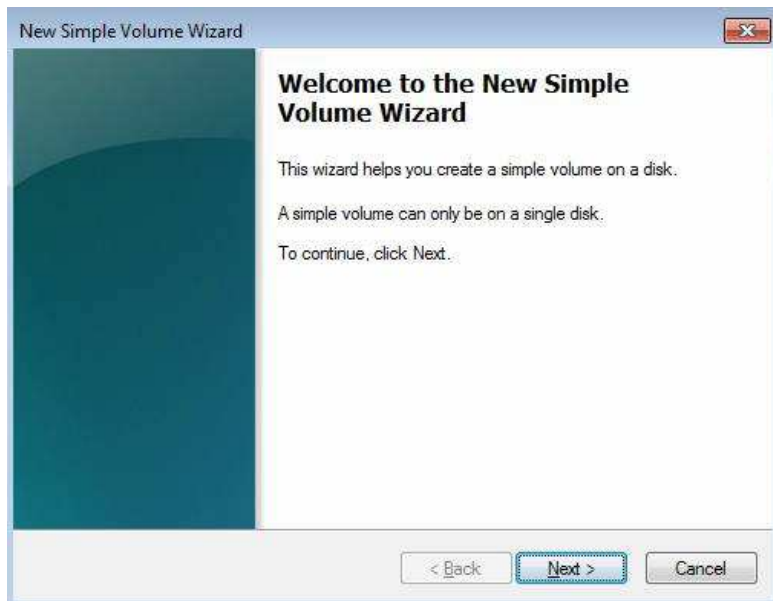 New Simple Volume Wizard
Welcome to the New Simple
Volume Wizard
This wizard helps you create a simple volume on a disk.
A simple volume can only be on a single disk.
To continue, click Next.
< Back
Next >
Cancel